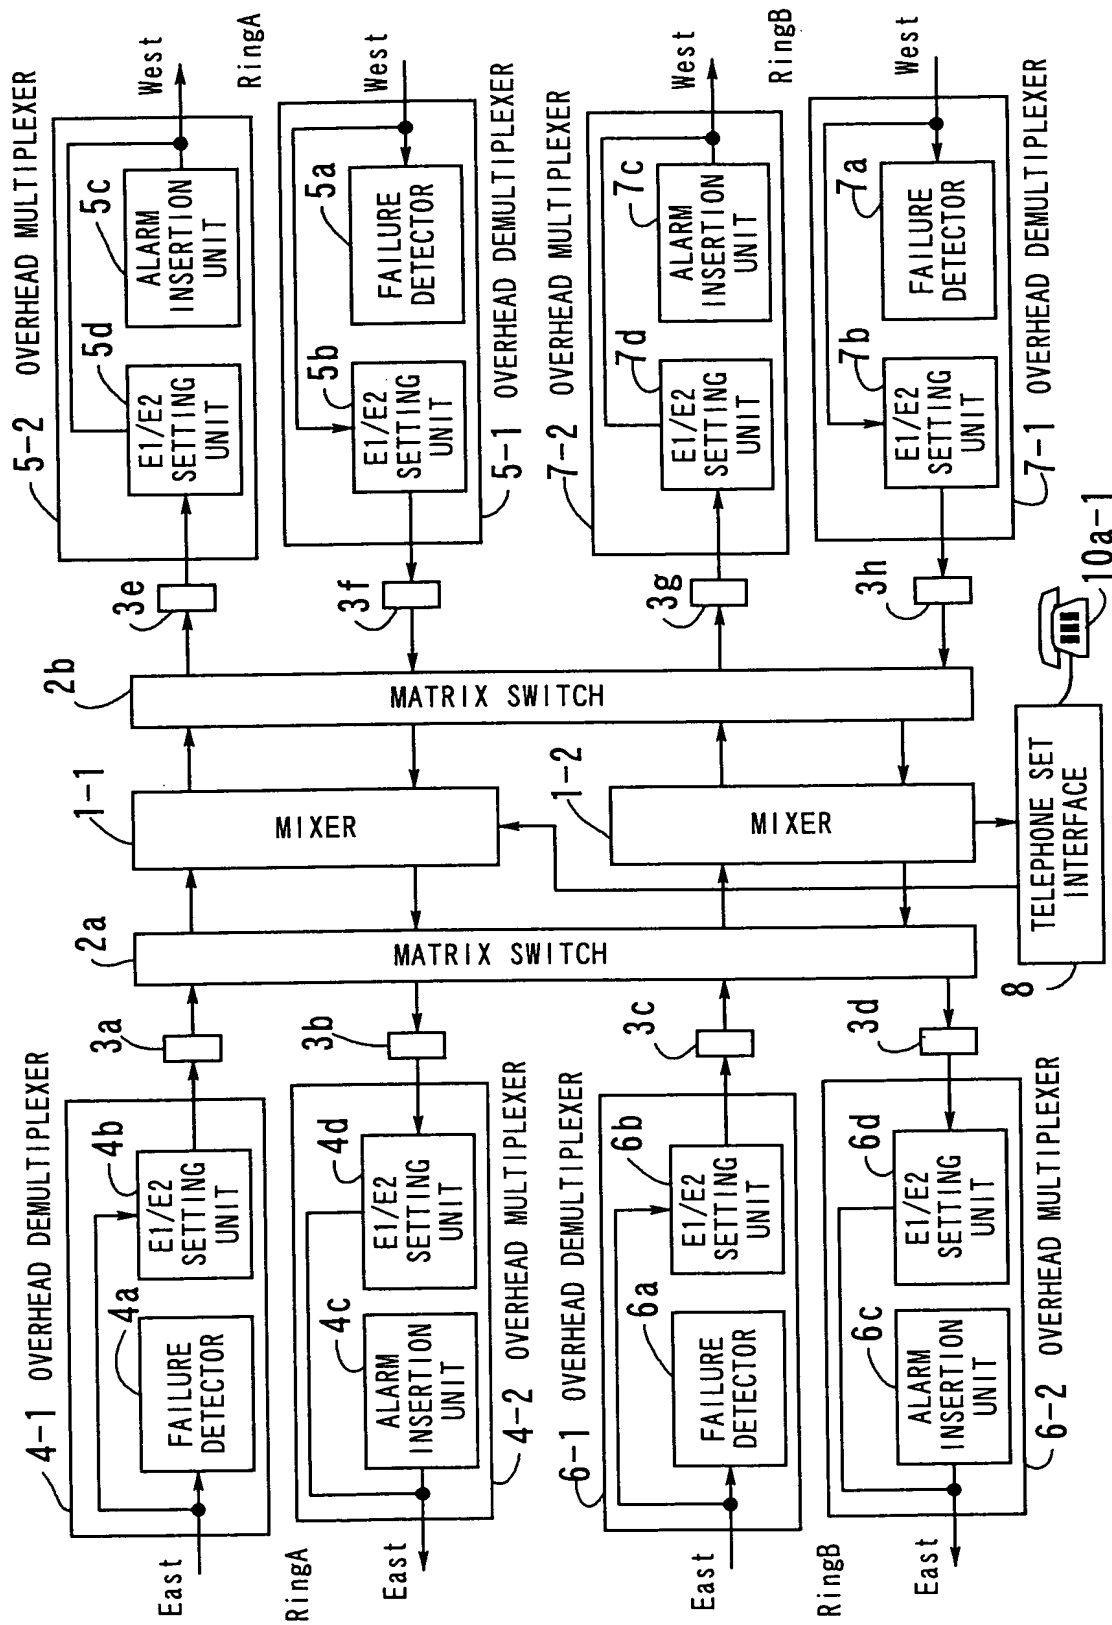 4-1 OVERHEAD DEMULTIPLEXER
4a
4b
FAILURE
DETECTOR
E1/E2
SETTING
UNIT
East
3a
2a
1-1
2b
3e
5-2 OVERHEAD MULTIPLEXER
5d
5c
E1/E2
SETTING
UNIT
ALARM
INSERTION
UNIT
West
RingA
RingA
East
4c
4d
ALARM
INSERTION
UNIT
E1/E2
SETTING
UNIT
4-2 OVERHEAD MULTIPLEXER
3b
MATRIX SWITCH
MIXER
MATRIX SWITCH
3f
5b
5a
E1/E2
SETTING
UNIT
FAILURE
DETECTOR
5-1 OVERHEAD DEMULTIPLEXER
West
6-1 OVERHEAD DEMULTIPLEXER
6a
6b
FAILURE
DETECTOR
E1/E2
SETTING
UNIT
East
3c
1-2
MIXER
3g
7-2 OVERHEAD MULTIPLEXER
7d
7c
E1/E2
SETTING
UNIT
ALARM
INSERTION
UNIT
West
RingB
RingB
East
6c
6d
ALARM
INSERTION
UNIT
E1/E2
SETTING
UNIT
6-2 OVERHEAD MULTIPLEXER
3d
3h
7b
7a
E1/E2
SETTING
UNIT
FAILURE
DETECTOR
7-1 OVERHEAD DEMULTIPLEXER
West
8
TELEPHONE SET
INTERFACE
10a-1